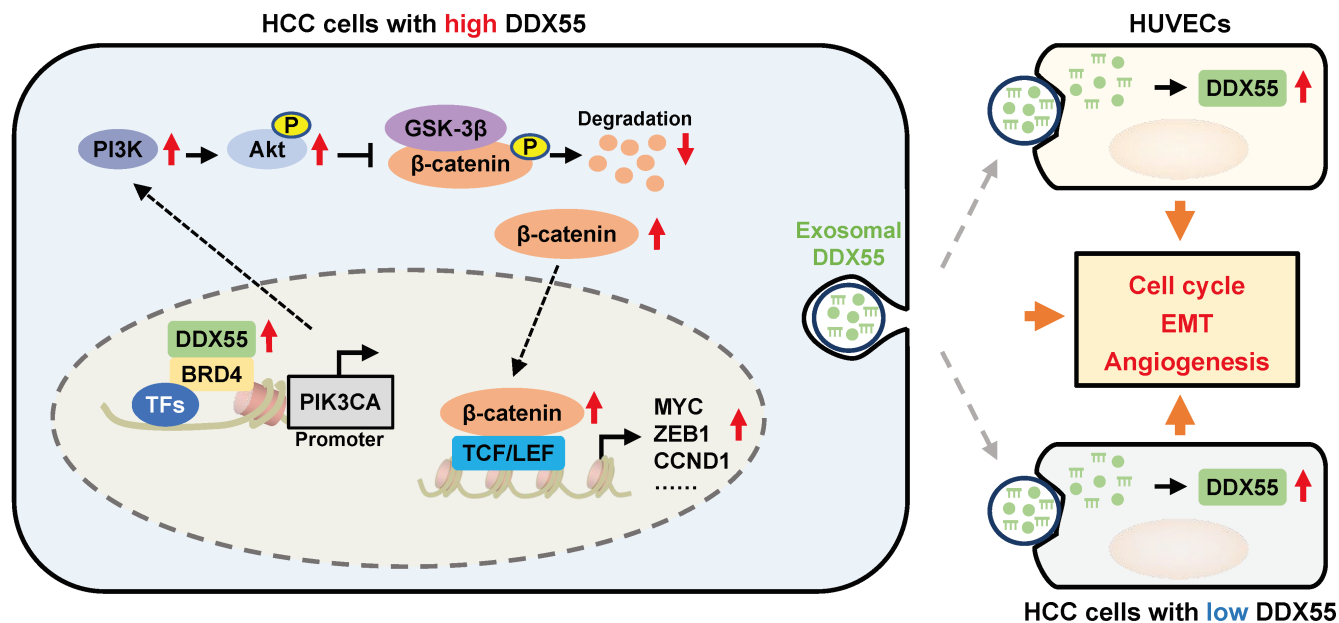 HCC cells with high DDX55
PI3K
P
Akt
GSK-3β
β-catenin
P
Degradation
β-catenin
Exosomal
DDX55
DDX55
BRD4
TFs
PIK3CA
Promoter
β-catenin
TCF/LEF
MYC
ZEB1
CCND1
......
HUVECs
DDX55
Cell cycle
EMT
Angiogenesis
DDX55
HCC cells with low DDX55